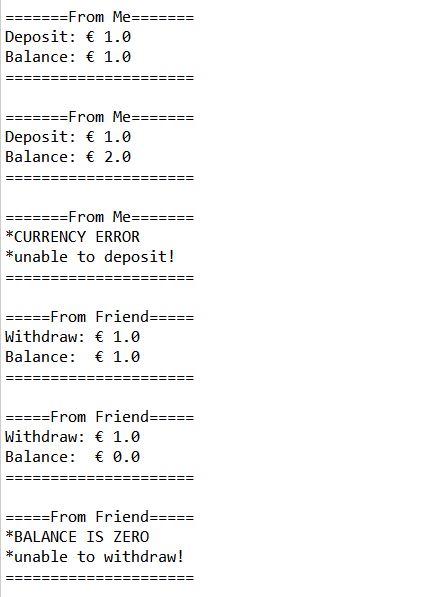 =======From Me=======
Deposit: € 1.0
Balance: € 1.0
=====================
=======From Me=======
Deposit: € 1.0
Balance: € 2.0
=====================
=======From Me=======
*CURRENCY ERROR
*unable to deposit!
=====================
=====From Friend=====
Withdraw: € 1.0
Balance:  € 1.0
=====================
=====From Friend=====
Withdraw: € 1.0
Balance:  € 0.0
=====================
=====From Friend=====
*BALANCE IS ZERO
*unable to withdraw!
=====================